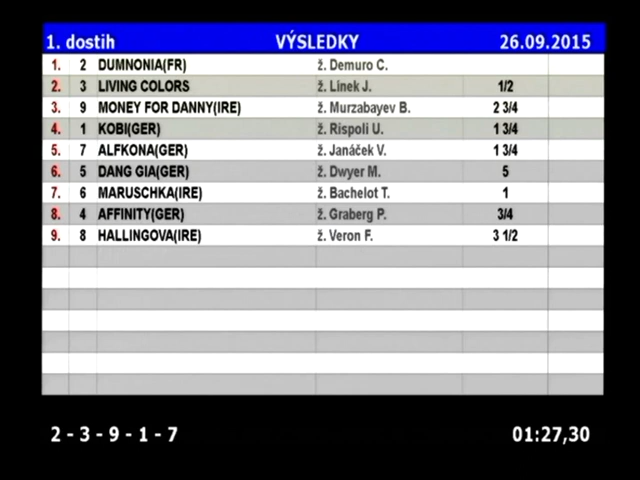 1. dostih VÝSLEDKY 26.09.2015
1. 2 DUMNONIA(FR) ž. Demuro C.
2. 3 LIVING COLORS ž. Linek J. 1/2
3. 9 MONEY FOR DANNY(IRE) ž. Murzabayev B. 2 3/4
4. 1 KOBI(GER) ž. Rispoli U. 1 3/4
5. 7 ALFKONA(GER) ž. Janáček V. 1 3/4
6. 5 DANG GIA(GER) ž. Dwyer M. 5
7. 6 MARUSCHKA(IRE) ž. Bachelot T. 1
8. 4 AFFINITY(GER) ž. Graberg P. 3/4
9. 8 HALLINGOVA(IRE) ž. Veron F. 3 1/2
2 - 3 - 9 - 1 - 7 01:27,30